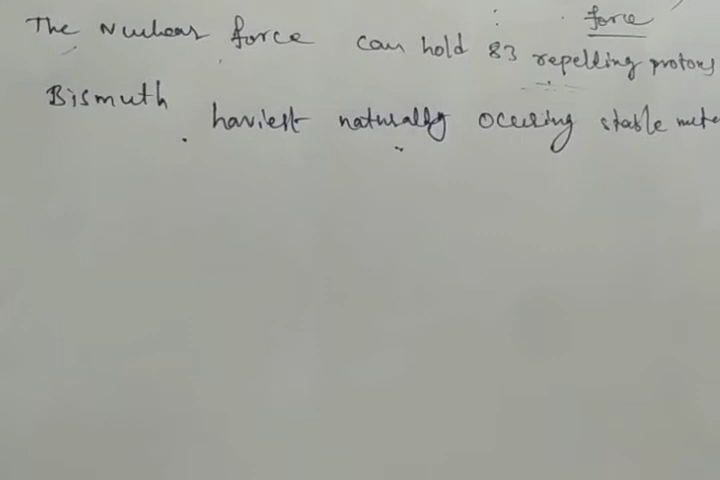 force
The Nuclear force can hold 83 repelling protons
Bismuth haviest naturally occuring stable